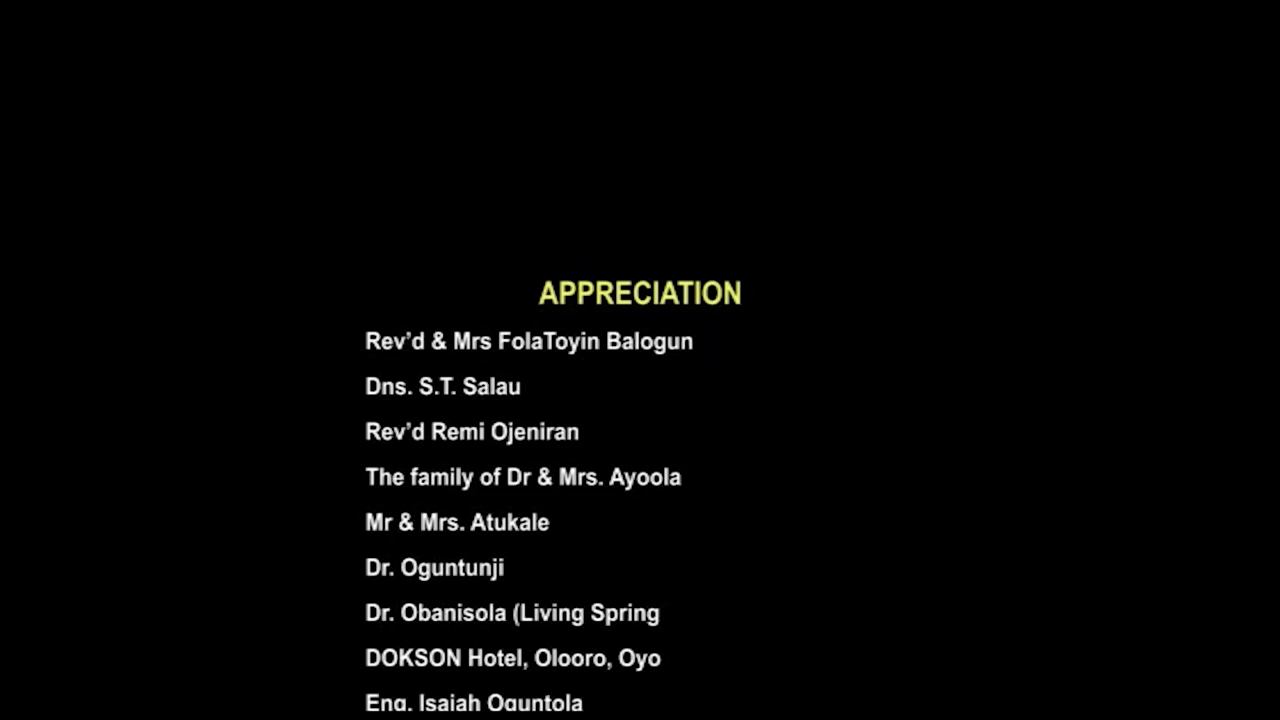 APPRECIATION
Rev’d & Mrs FolaToyin Balogun
Dns. S.T. Salau
Rev’d Remi Ojeniran
The family of Dr & Mrs. Ayoola
Mr & Mrs. Atukale
Dr. Oguntunji
Dr. Obanisola (Living Spring
DOKSON Hotel, Olooro, Oyo
Eng. Isaiah Oguntola